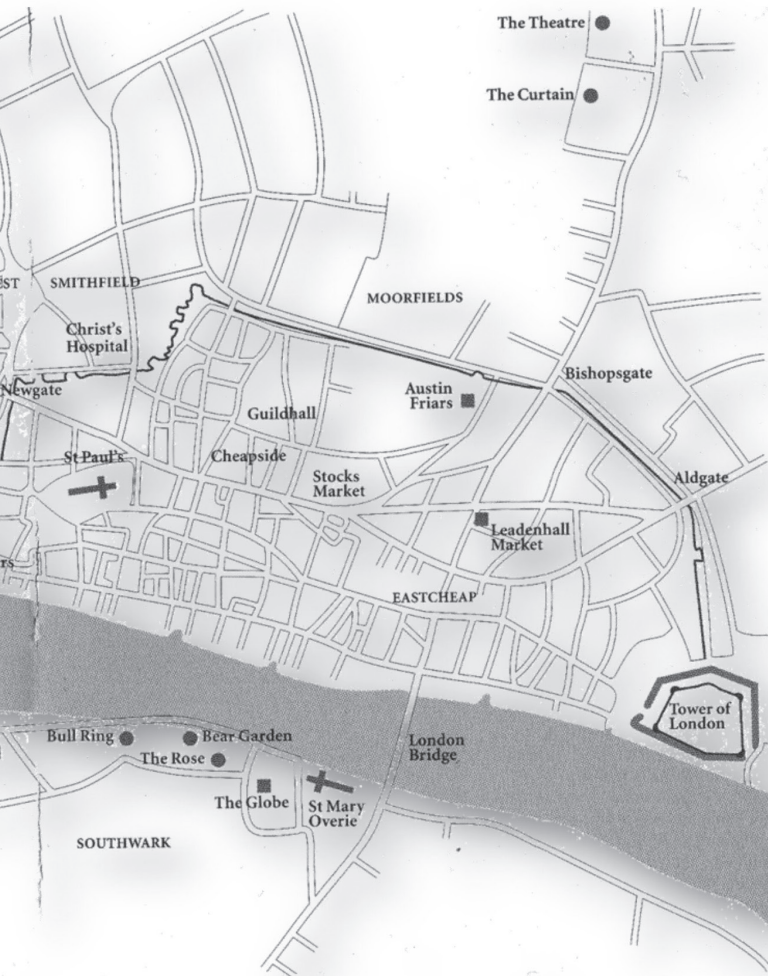 The Theatre
The Curtain
ST
SMITHFIELD
MOORFIELDS
Christ's
Hospital
Bishopsgate
Newgate
Austin
Friars
Guildhall
St Paul's
Cheapside
Stocks
Market
Aldgate
Leadenhall
Market
rs
EASTCHEAP
Tower of
London
Bull Ring
Bear Garden
London
Bridge
The Rose
The Globe
St Mary
Overie
SOUTHWARK